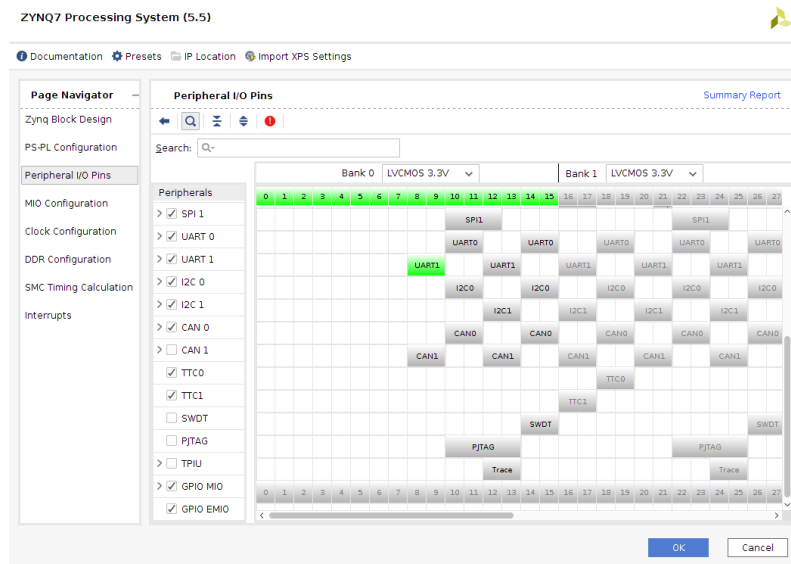 ZYNQ7 Processing System (5.5)
Documentation Presets IP Location Import XPS Settings
Page Navigator
Zynq Block Design
PS-PL Configuration
Peripheral I/O Pins
MIO Configuration
Clock Configuration
DDR Configuration
SMC Timing Calculation
Interrupts
Peripheral I/O Pins
Summary Report
Search: Q-
Bank 0 LVCMOS 3.3V Bank 1 LVCMOS 3.3V
Peripherals 0 1 2 3 4 5 6 7 8 9 10 11 12 13 14 15 16 17 18 19 20 21 22 23 24 25 26 27
SPI 1 SPI1 SPI1
UART 0 UART0 UART0 UART0 UART0 UART0
UART 1 UART1 UART1 UART1 UART1 UART1
I2C 0 I2C0 I2C0 I2C0 I2C0 I2C0
I2C 1 I2C1 I2C1 I2C1 I2C1
CAN 0 CAN0 CAN0 CAN0 CAN0 CAN0
CAN 1 CAN1 CAN1 CAN1 CAN1 CAN1
TTC0 TTC0
TTC1 TTC1
SWDT SWDT SWDT
PJTAG PJTAG PJTAG
TPIU Trace Trace
GPIO MIO 0 1 2 3 4 5 6 7 8 9 10 11 12 13 14 15 16 17 18 19 20 21 22 23 24 25 26 27
GPIO EMIO
OK Cancel